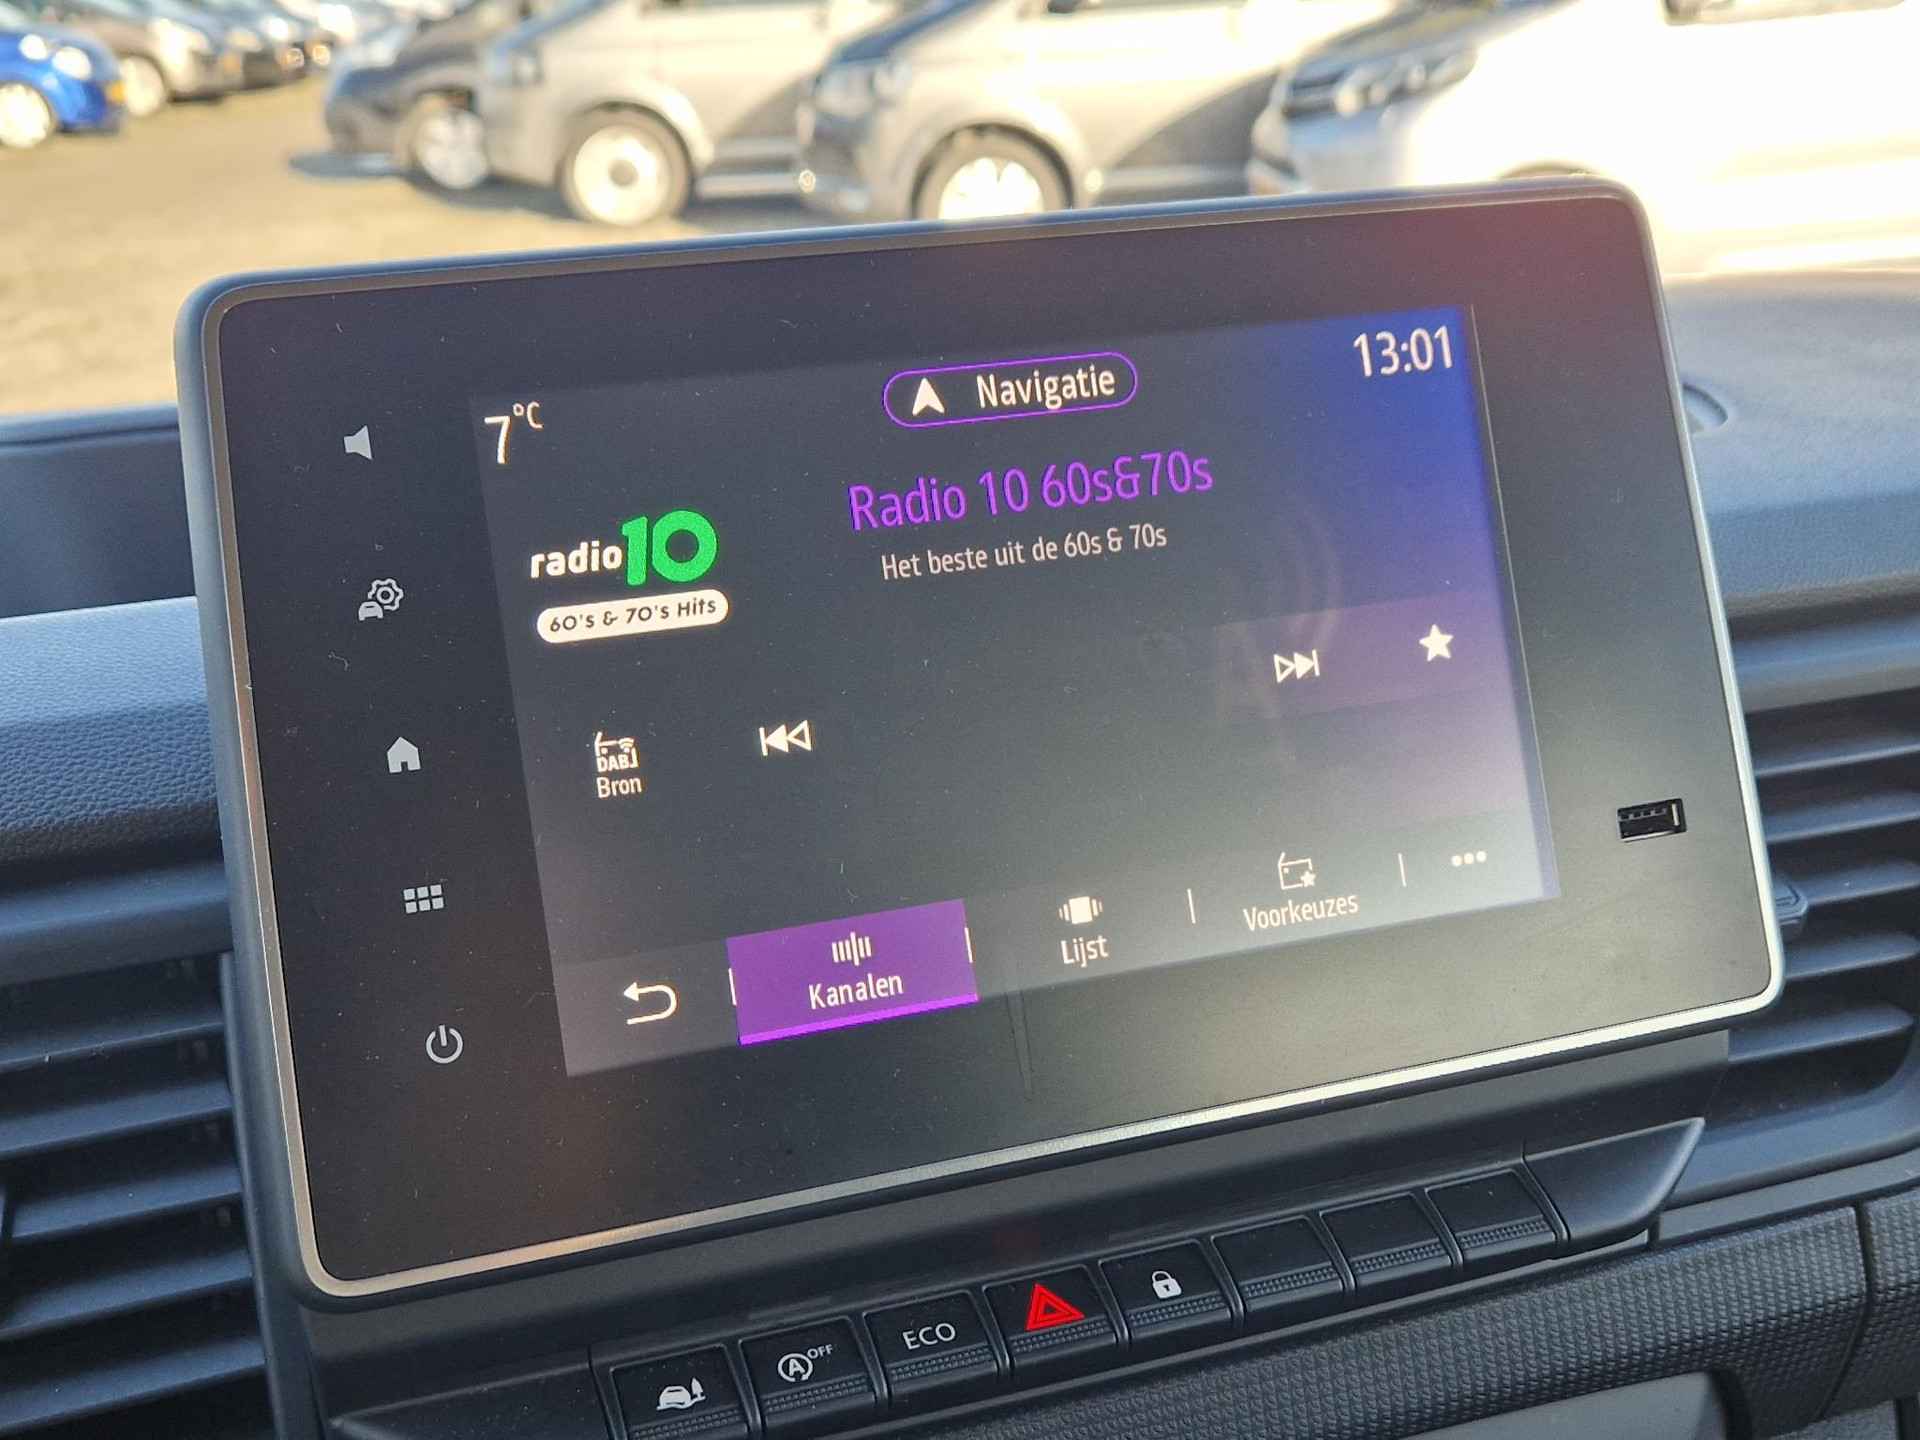 13:01
Navigatie
7°C
Radio 10 60s&70s
Het beste uit de 60s & 70s
radio10
60's & 70's Hits
DAB
Bron
Kanalen
Lijst
Voorkeuzes
OFF
A
ECO